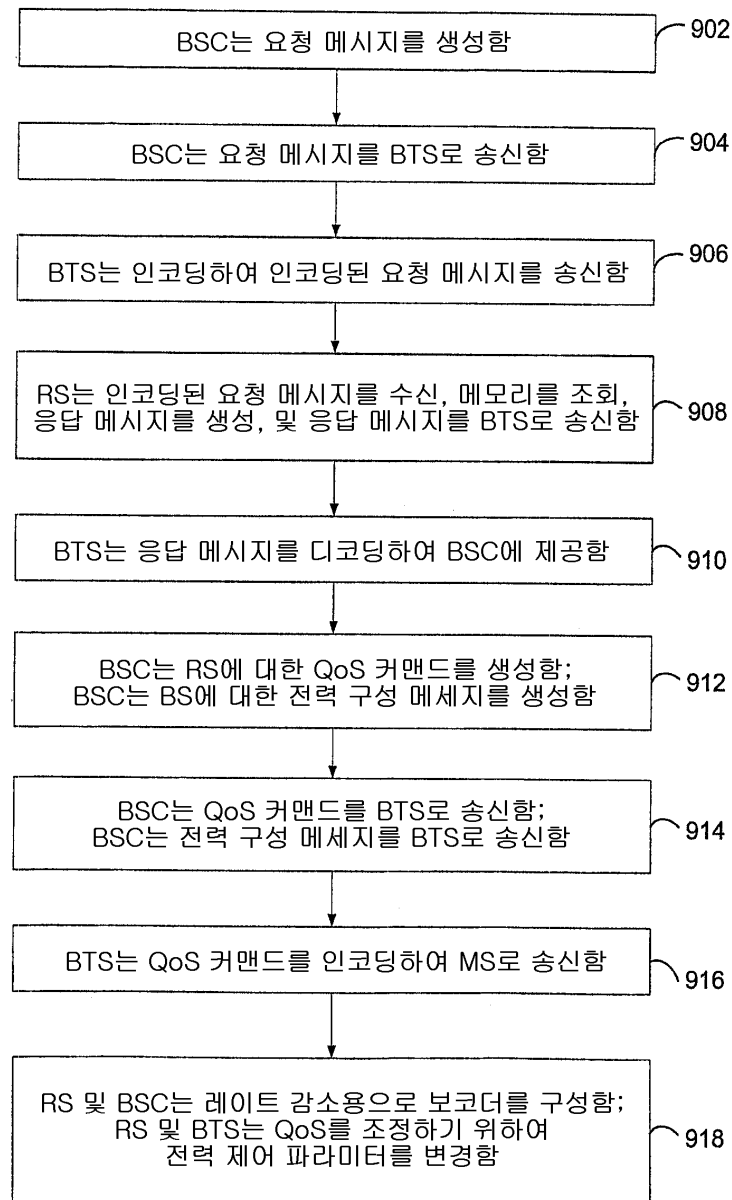 BSC는 요청 메시지를 생성함
902
BSC는 요청 메시지를 BTS로 송신함
904
BTS는 인코딩하여 인코딩된 요청 메시지를 송신함
906
RS는 인코딩된 요청 메시지를 수신, 메모리를 조회,
응답 메시지를 생성, 및 응답 메시지를 BTS로 송신함
908
BTS는 응답 메시지를 디코딩하여 BSC에 제공함
910
BSC는 RS에 대한 QoS 커맨드를 생성함;
BSC는 BS에 대한 전력 구성 메세지를 생성함
912
BSC는 QoS 커맨드를 BTS로 송신함;
BSC는 전력 구성 메세지를 BTS로 송신함
914
BTS는 QoS 커맨드를 인코딩하여 MS로 송신함
916
RS 및 BSC는 레이트 감소용으로 보코더를 구성함;
RS 및 BTS는 QoS를 조정하기 위하여
전력 제어 파라미터를 변경함
918